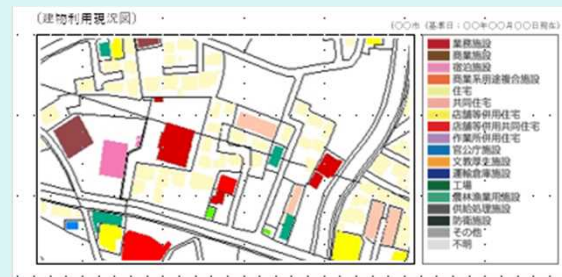 (建物利用現況図)
(〇〇市（基準日：〇〇年〇〇月〇〇日現在)
業務施設
商業施設
宿泊施設
商業系用途複合施設
住宅
共同住宅
店舗等併用住宅
店舗等併用共同住宅
作業所併用住宅
官公庁施設
文教厚生施設
運輸倉庫施設
工場
農林漁業用施設
供給処理施設
防衛施設
その他
不明